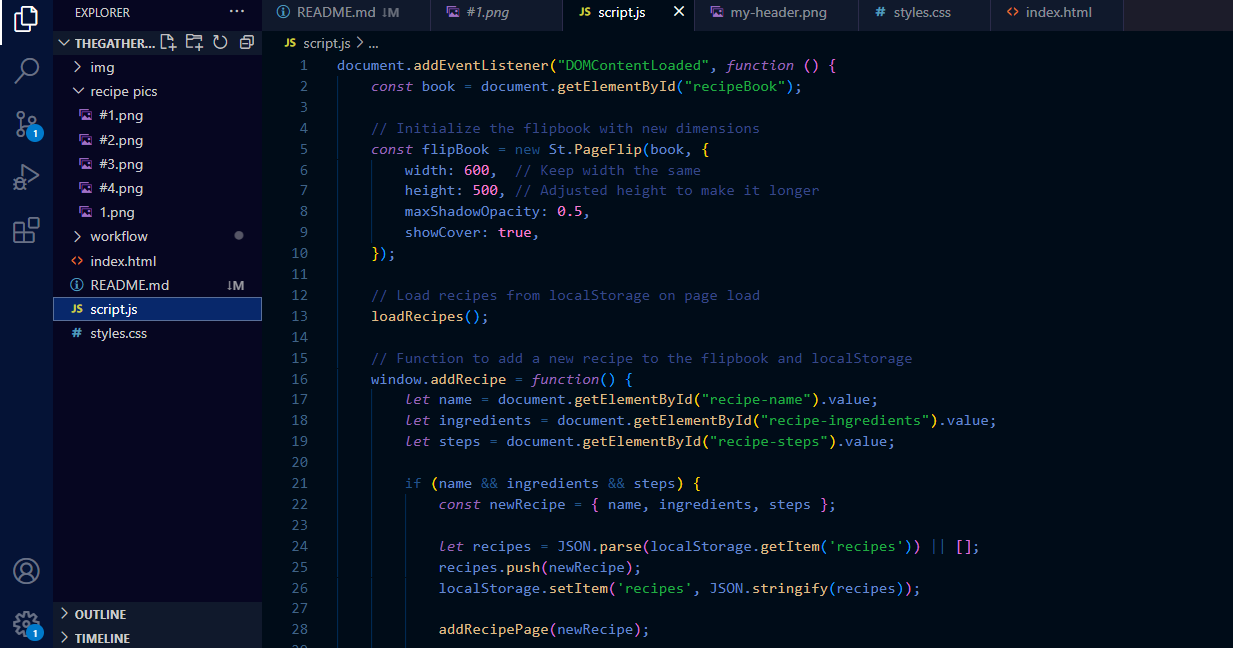 EXPLORER ...
README.md ↓M
#1.png
JS script.js ×
my-header.png
# styles.css
<> index.html
THEGATHER...
img
recipe pics
#1.png
#2.png
#3.png
#4.png
1.png
workflow
<> index.html
README.md ↓M
JS script.js
# styles.css
1
OUTLINE
1
TIMELINE
JS script.js > ...
1 document.addEventListener("DOMContentLoaded", function () {
2 const book = document.getElementById("recipeBook");
3
4 // Initialize the flipbook with new dimensions
5 const flipBook = new St.PageFlip(book, {
6 width: 600, // Keep width the same
7 height: 500, // Adjusted height to make it longer
8 maxShadowOpacity: 0.5,
9 showCover: true,
10 });
11
12 // Load recipes from localStorage on page load
13 loadRecipes();
14
15 // Function to add a new recipe to the flipbook and localStorage
16 window.addRecipe = function() {
17 let name = document.getElementById("recipe-name").value;
18 let ingredients = document.getElementById("recipe-ingredients").value;
19 let steps = document.getElementById("recipe-steps").value;
20
21 if (name && ingredients && steps) {
22 const newRecipe = { name, ingredients, steps };
23
24 let recipes = JSON.parse(localStorage.getItem('recipes')) || [];
25 recipes.push(newRecipe);
26 localStorage.setItem('recipes', JSON.stringify(recipes));
27
28 addRecipePage(newRecipe);